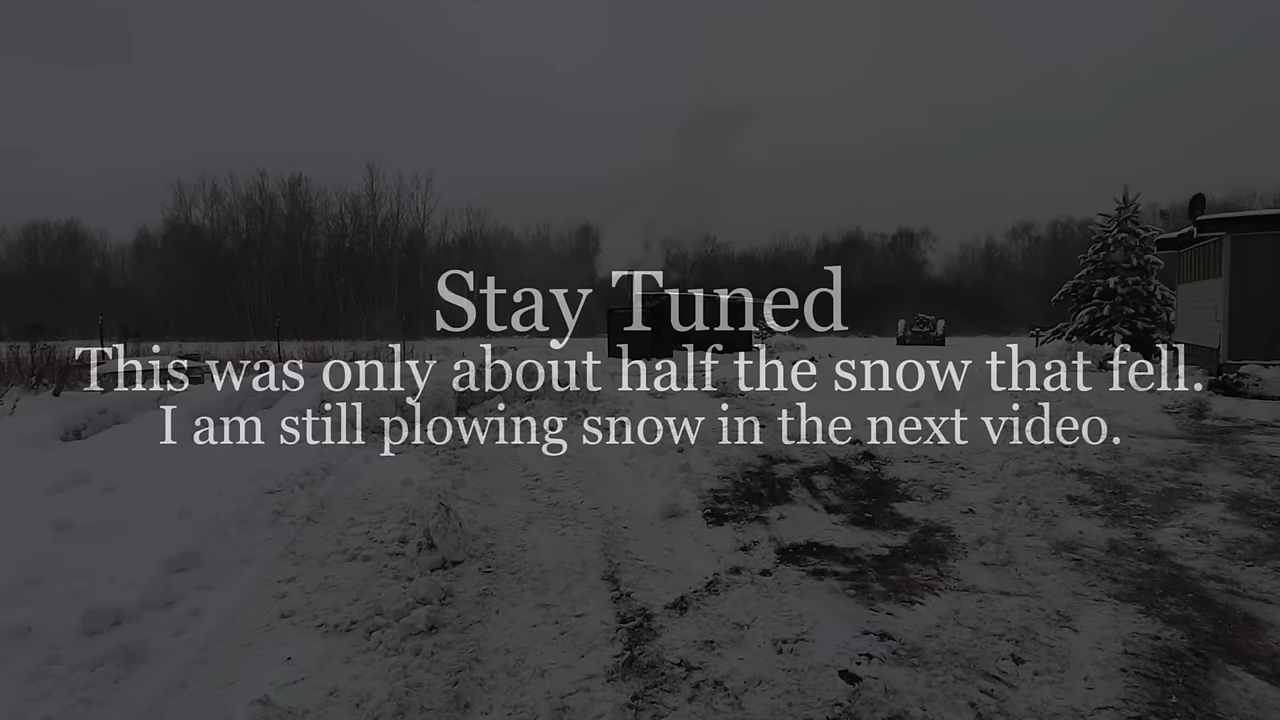 Stay Tuned
This was only about half the snow that fell.
I am still plowing snow in the next video.